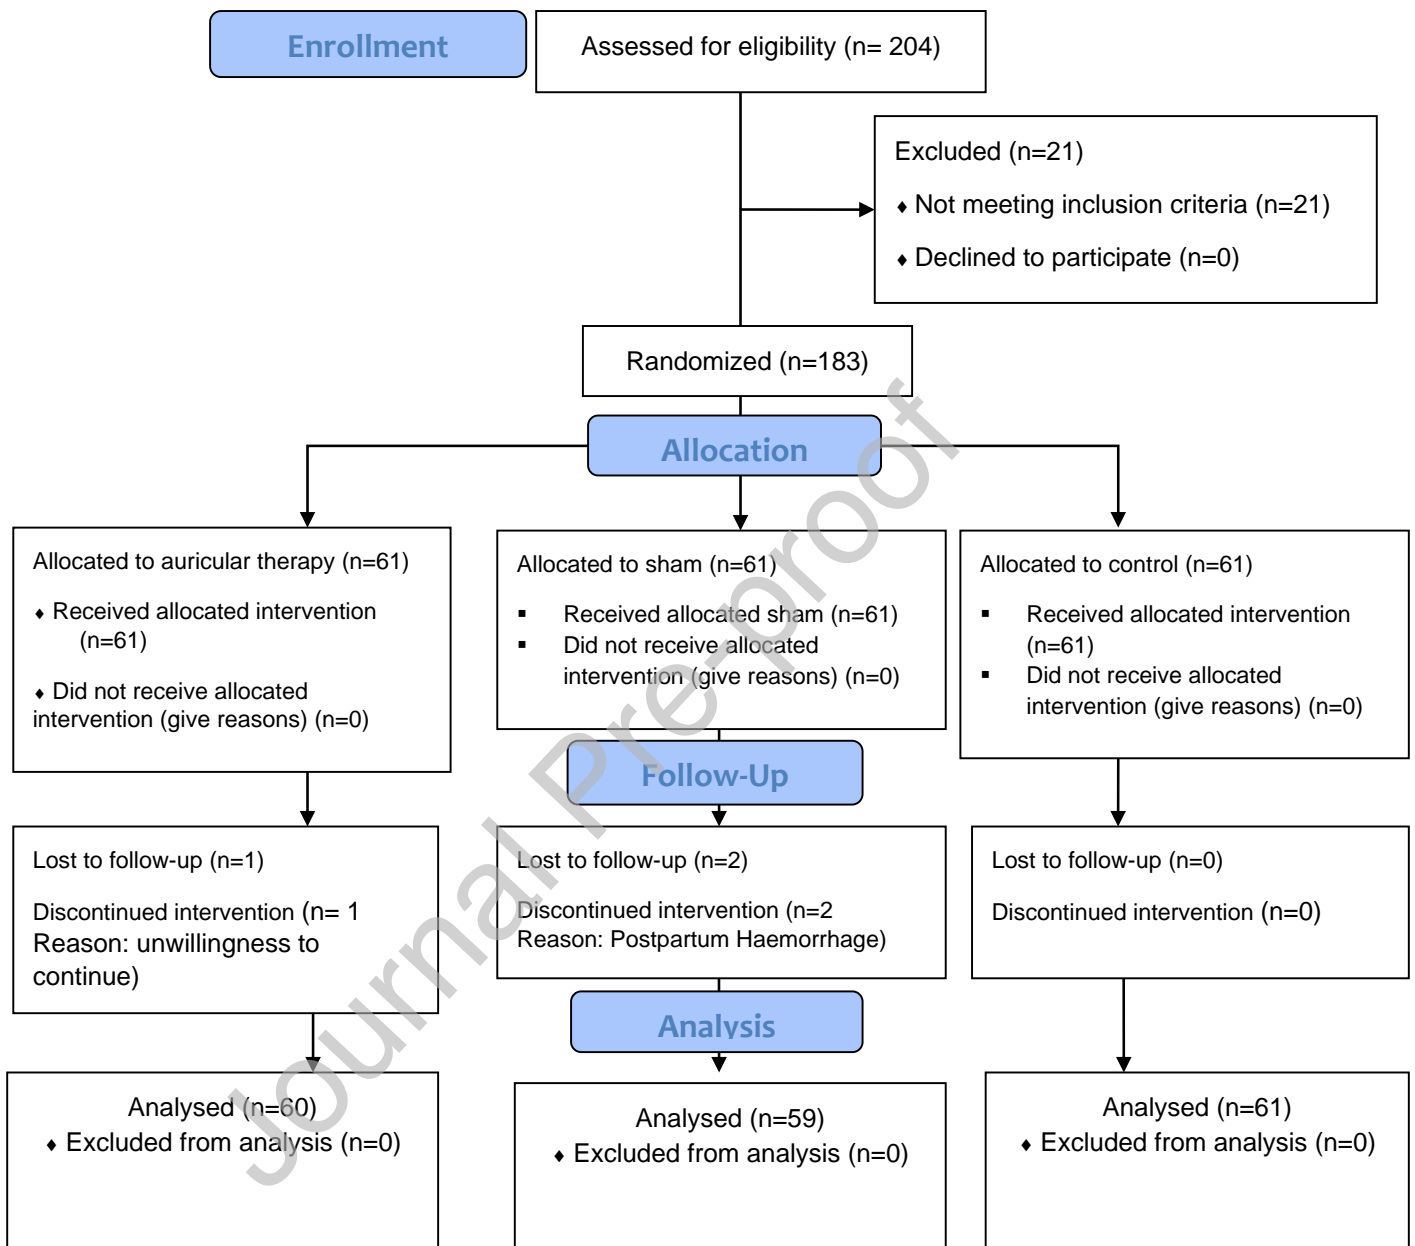 Enrollment
Assessed for eligibility (n= 204)
Excluded (n=21)
♦ Not meeting inclusion criteria (n=21)
♦ Declined to participate (n=0)
Randomized (n=183)
Allocation
Allocated to auricular therapy (n=61)
♦ Received allocated intervention
(n=61)
♦ Did not receive allocated
intervention (give reasons) (n=0)
Allocated to sham (n=61)
▪ Received allocated sham (n=61)
▪ Did not receive allocated
intervention (give reasons) (n=0)
Allocated to control (n=61)
▪ Received allocated intervention
(n=61)
▪ Did not receive allocated
intervention (give reasons) (n=0)
Follow-Up
Lost to follow-up (n=1)
Discontinued intervention (n= 1
Reason: unwillingness to
continue)
Lost to follow-up (n=2)
Discontinued intervention (n=2
Reason: Postpartum Haemorrhage)
Lost to follow-up (n=0)
Discontinued intervention (n=0)
Analysis
Analysed (n=60)
♦ Excluded from analysis (n=0)
Analysed (n=59)
♦ Excluded from analysis (n=0)
Analysed (n=61)
♦ Excluded from analysis (n=0)
Journal Pre-proof